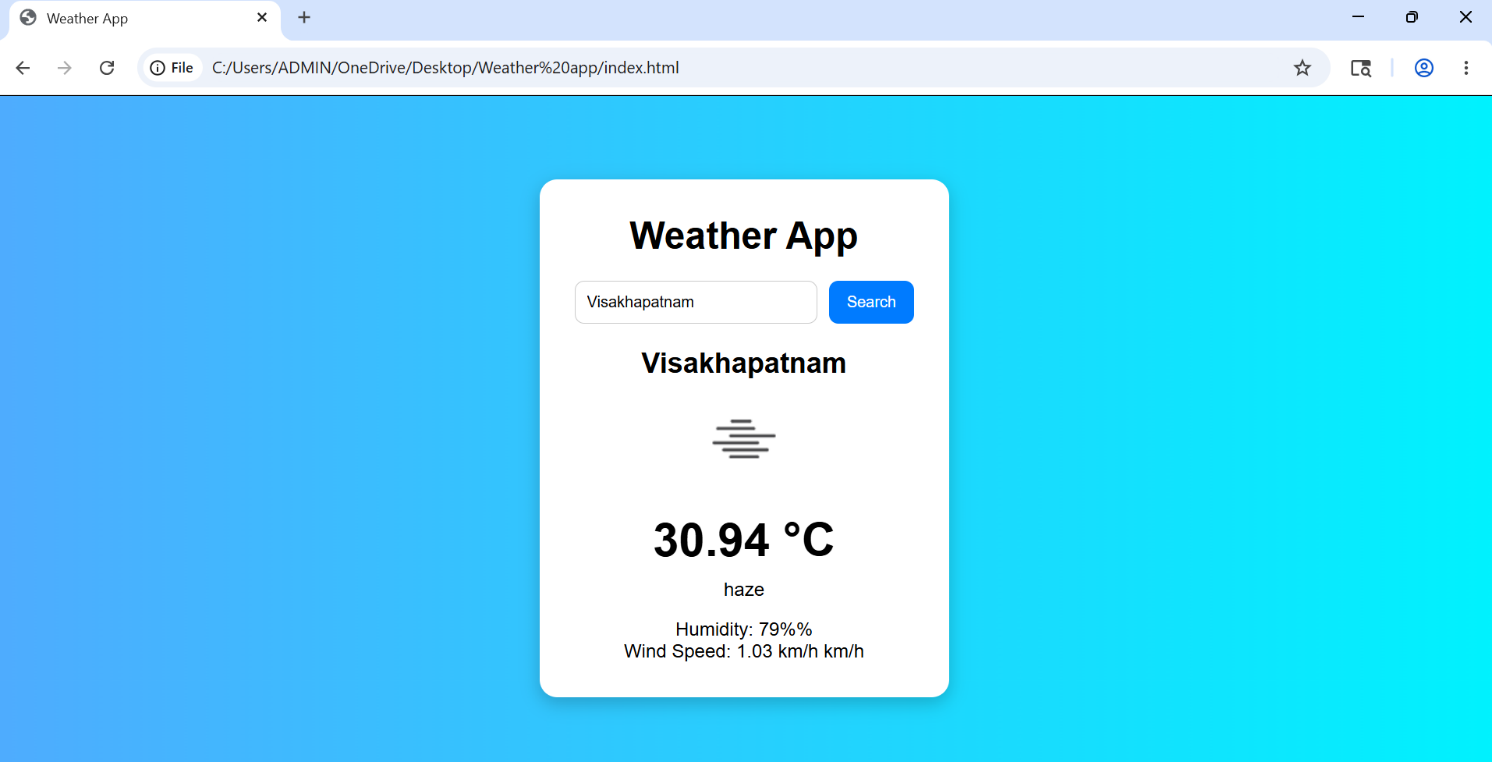 Weather App
File C:/Users/ADMIN/OneDrive/Desktop/Weather%20app/index.html
Weather App
Visakhapatnam Search
Visakhapatnam
30.94 °C
haze
Humidity: 79%%
Wind Speed: 1.03 km/h km/h